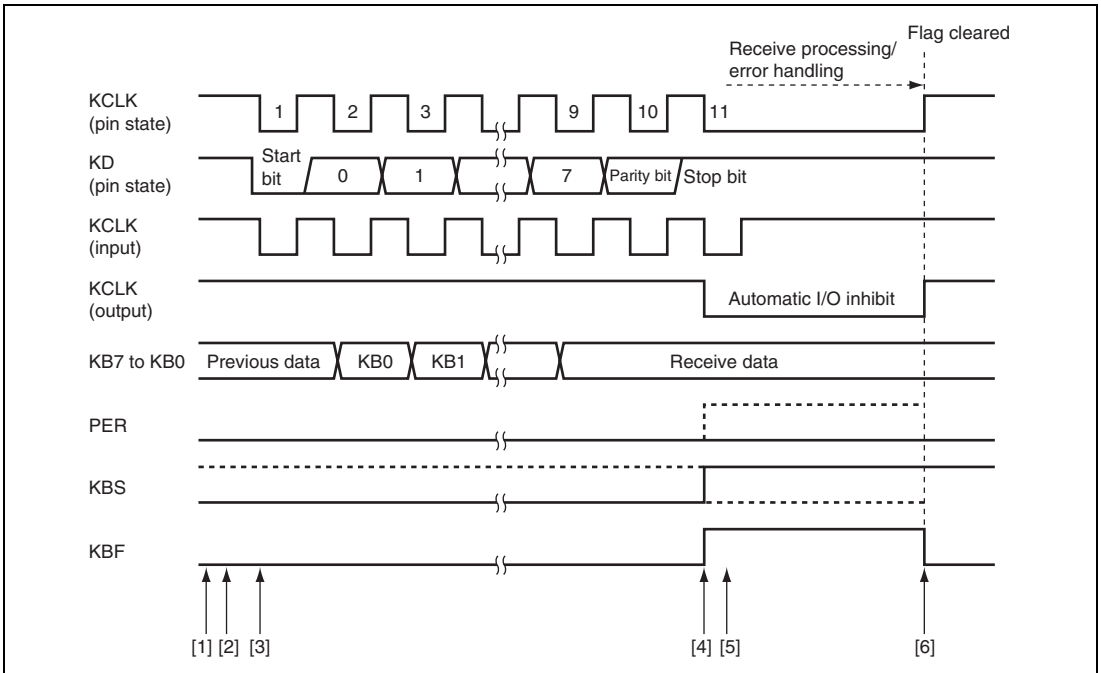 Flag cleared
Receive processing/
error handling
KCLK
(pin state)
1 2 3 9 10 11
KD
(pin state)
Start
bit
0 1 7 Parity bit Stop bit
KCLK
(input)
KCLK
(output)
Automatic I/O inhibit
KB7 to KB0 Previous data KB0 KB1 Receive data
PER
KBS
KBF
[1] [2] [3] [4] [5] [6]